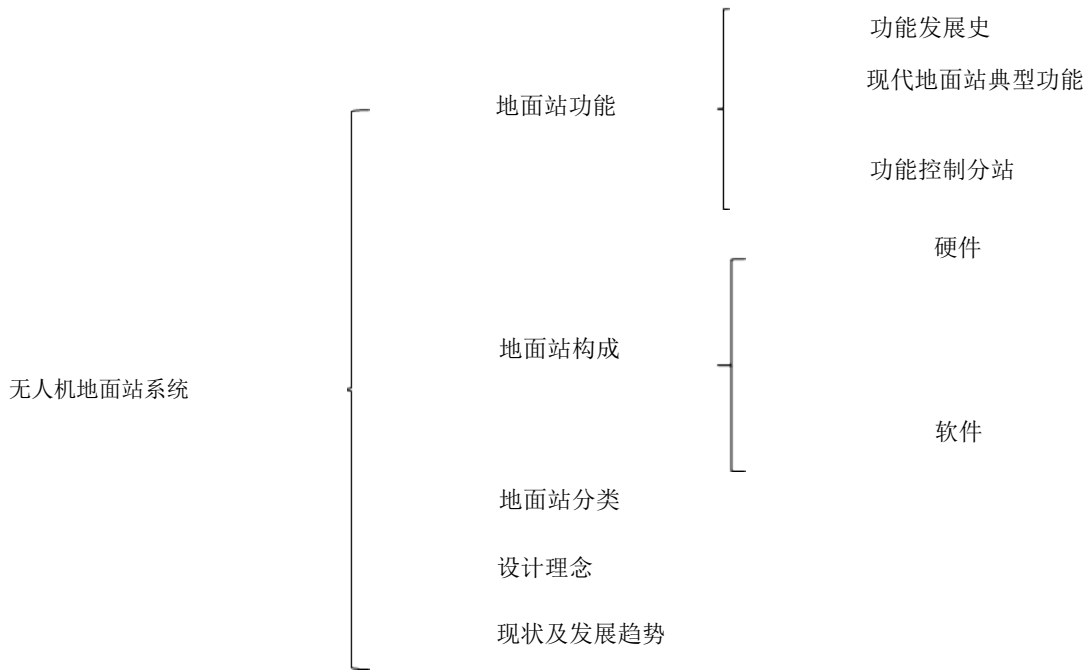 无人机地面站系统
地面站功能
功能发展史
现代地面站典型功能
功能控制分站
地面站构成
硬件
软件
地面站分类
设计理念
现状及发展趋势